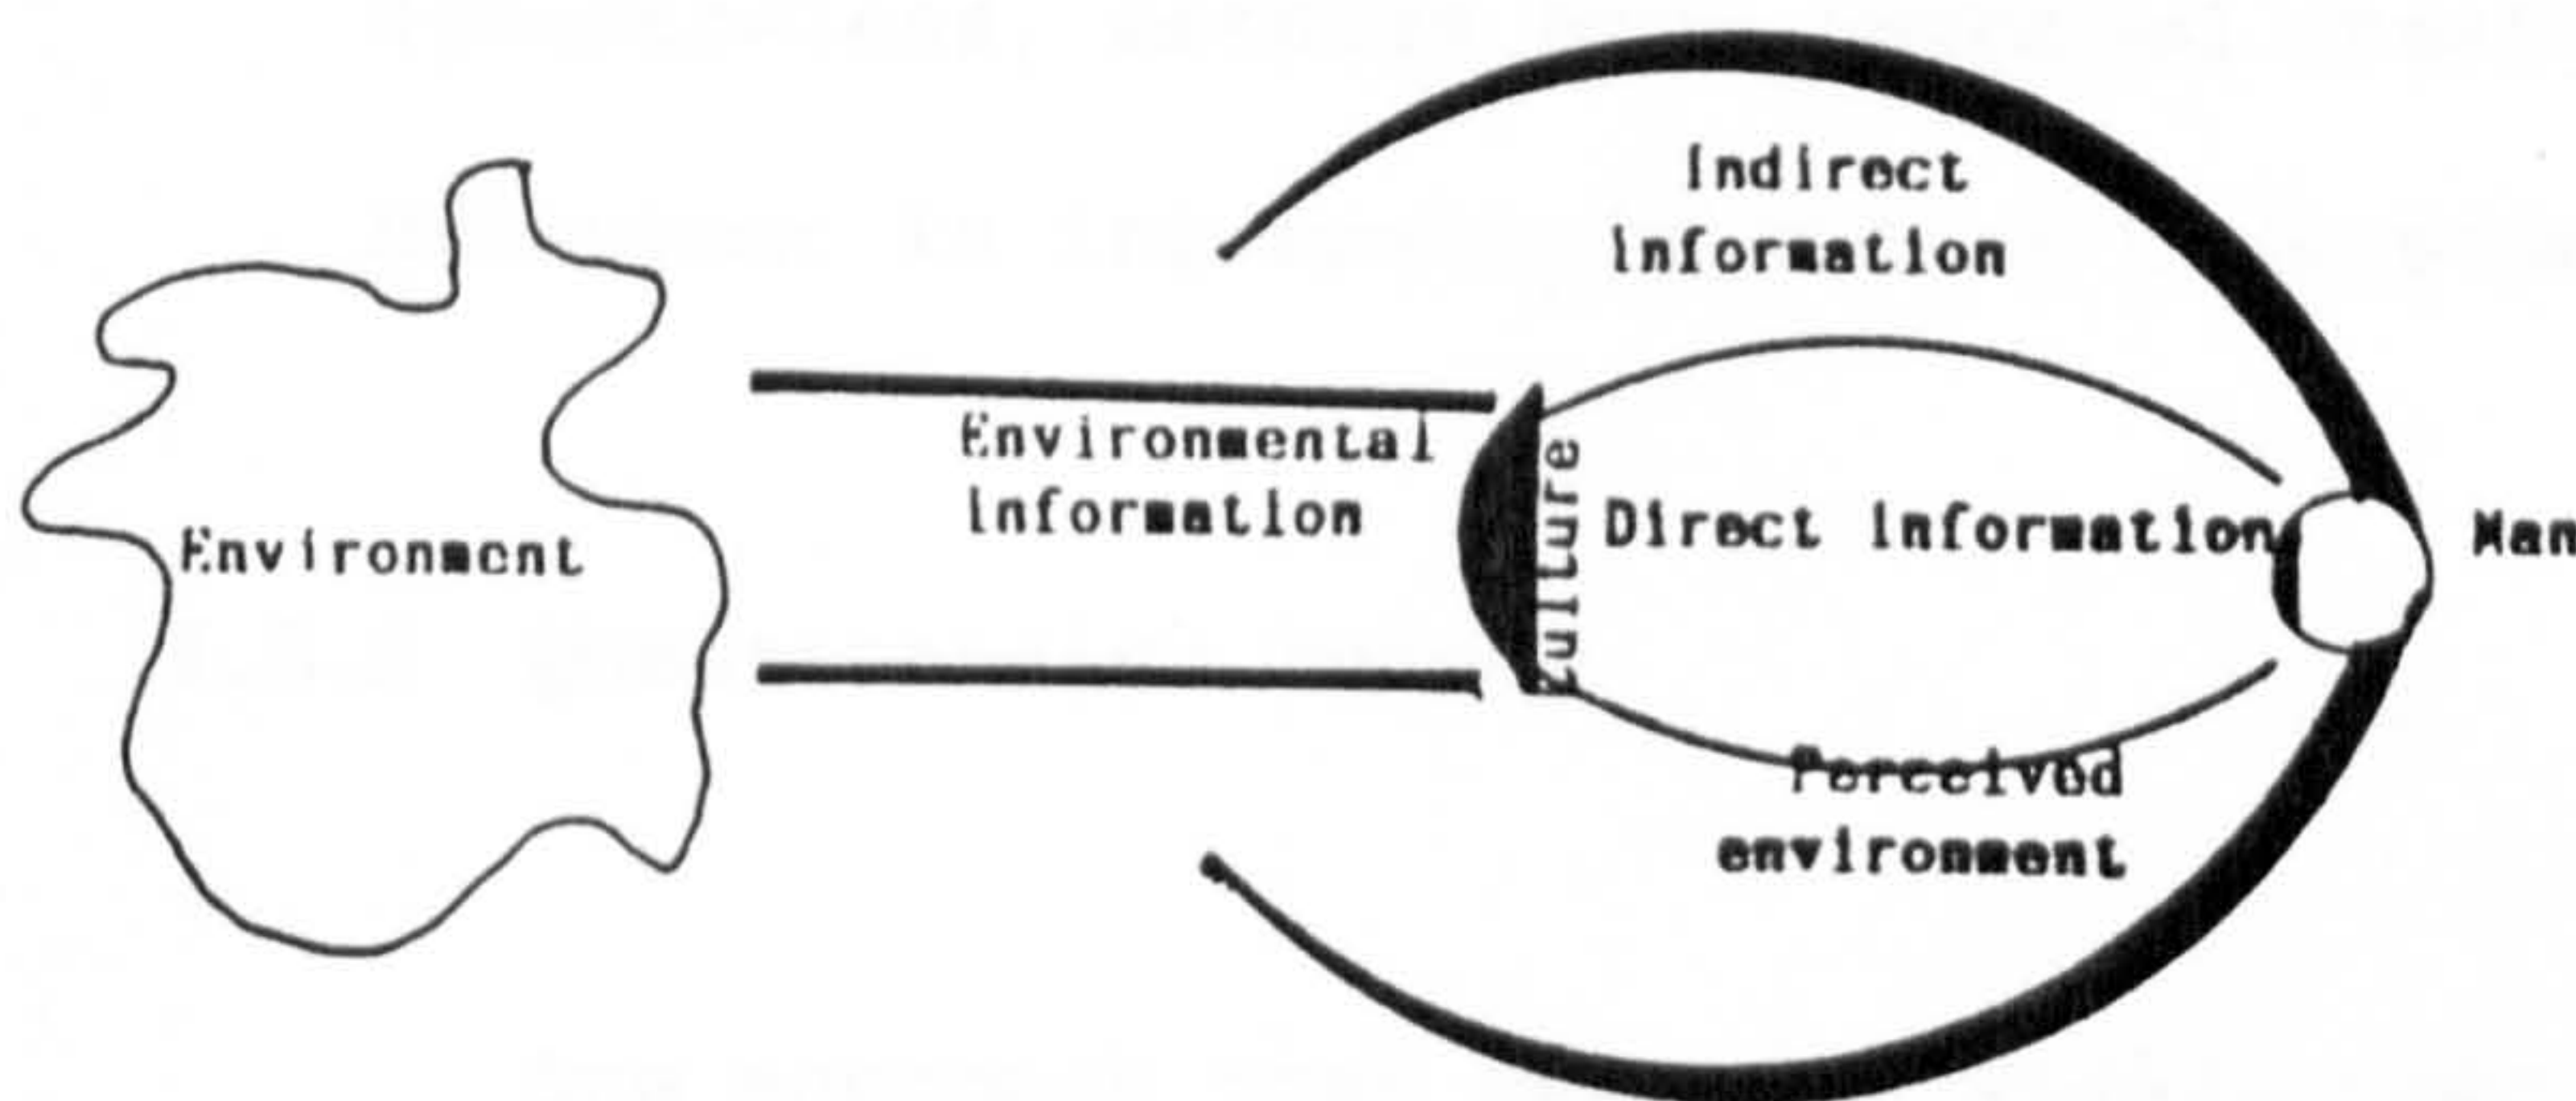 Indirect
information
Environmental
information
Culture
Direct information
Man
Environment
Perceived
environment